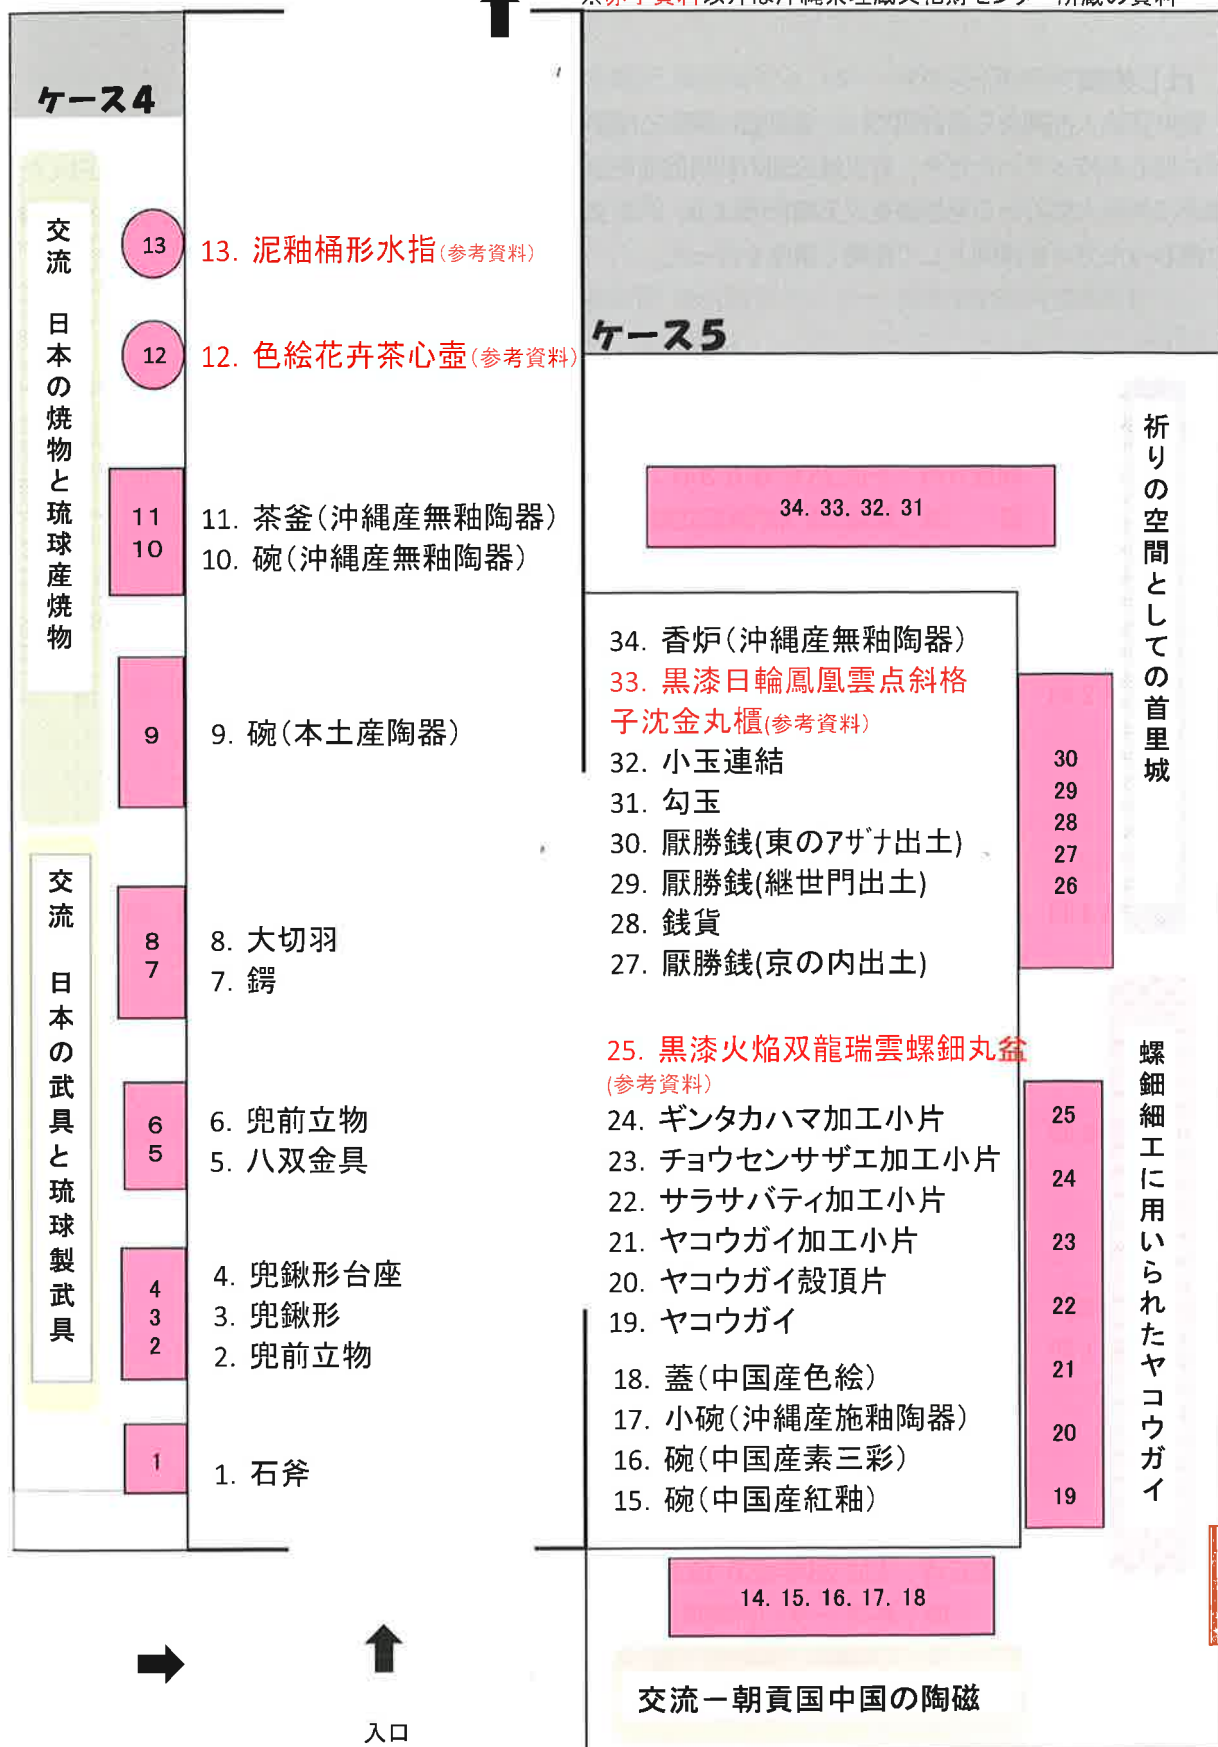 ケース4
交流　日本の焼物と琉球産焼物
13
13. 泥釉桶形水指(参考資料)
12
12. 色絵花卉茶心壺(参考資料)
11
10
11. 茶釜(沖縄産無釉陶器)
10. 碗(沖縄産無釉陶器)
9
9. 碗(本土産陶器)
交流　日本の武具と琉球製武具
8
7
8. 大切羽
7. 鍔
6
5
6. 兜前立物
5. 八双金具
4
3
2
4. 兜鍬形台座
3. 兜鍬形
2. 兜前立物
1
1. 石斧
入口
ケース5
祈りの空間としての首里城
34. 33. 32. 31
34. 香炉(沖縄産無釉陶器)
33. 黒漆日輪鳳凰雲点斜格
子沈金丸櫃(参考資料)
32. 小玉連結
31. 勾玉
30. 厭勝銭(東のアザナ出土)
29. 厭勝銭(継世門出土)
28. 銭貨
27. 厭勝銭(京の内出土)
30
29
28
27
26
螺鈿細工に用いられたヤコウガイ
25. 黒漆火焔双龍瑞雲螺鈿丸盆
(参考資料)
24. ギンタカハマ加工小片
23. チョウセンサザエ加工小片
22. サラサバティ加工小片
21. ヤコウガイ加工小片
20. ヤコウガイ殻頂片
19. ヤコウガイ
25
24
23
22
21
20
19
18. 蓋(中国産色絵)
17. 小碗(沖縄産施釉陶器)
16. 碗(中国産素三彩)
15. 碗(中国産紅釉)
14. 15. 16. 17. 18
交流－朝貢国中国の陶磁